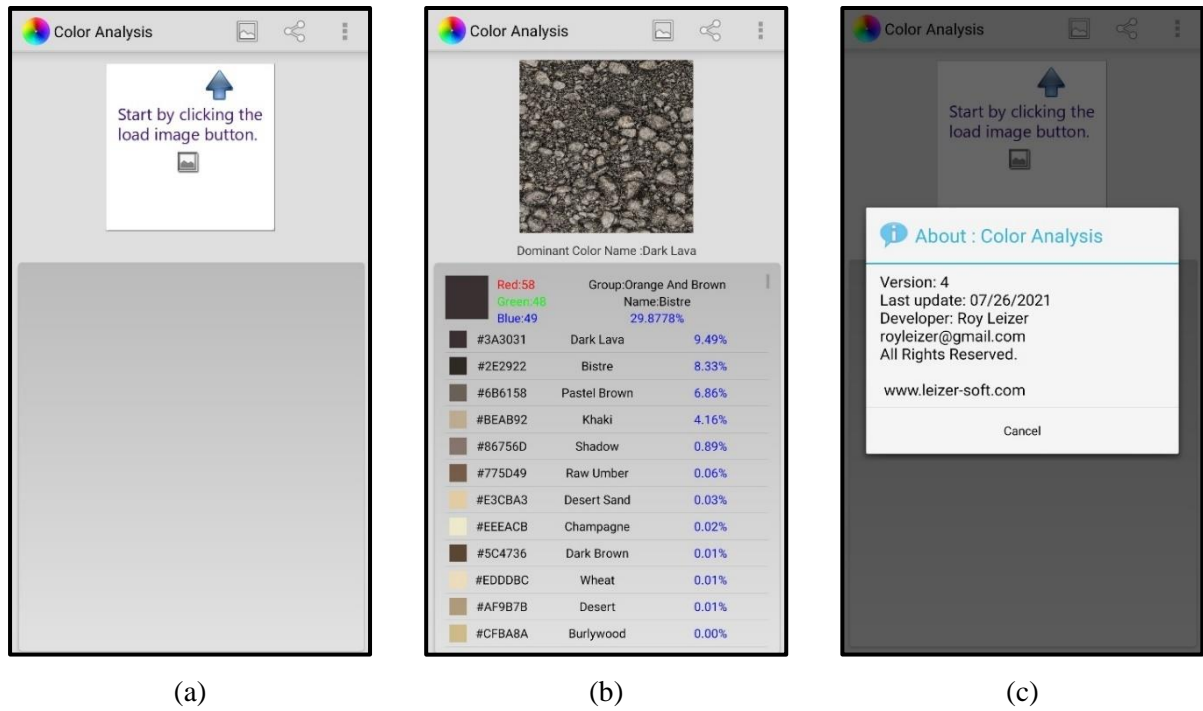 Color Analysis
Start by clicking the
load image button.
(a)
Color Analysis
Dominant Color Name :Dark Lava
Red:58 Group:Orange And Brown
Green:48 Name:Bistre
Blue:49 29.8778%
#3A3031 Dark Lava 9.49%
#2E2922 Bistre 8.33%
#6B6158 Pastel Brown 6.86%
#BEAB92 Khaki 4.16%
#86756D Shadow 0.89%
#775D49 Raw Umber 0.06%
#E3CBA3 Desert Sand 0.03%
#EEEACB Champagne 0.02%
#5C4736 Dark Brown 0.01%
#EDDDBC Wheat 0.01%
#AF9B7B Desert 0.01%
#CFBA8A Burlywood 0.00%
(b)
Color Analysis
Start by clicking the
load image button.
About : Color Analysis
Version: 4
Last update: 07/26/2021
Developer: Roy Leizer
royleizer@gmail.com
All Rights Reserved.
www.leizer-soft.com
Cancel
(c)